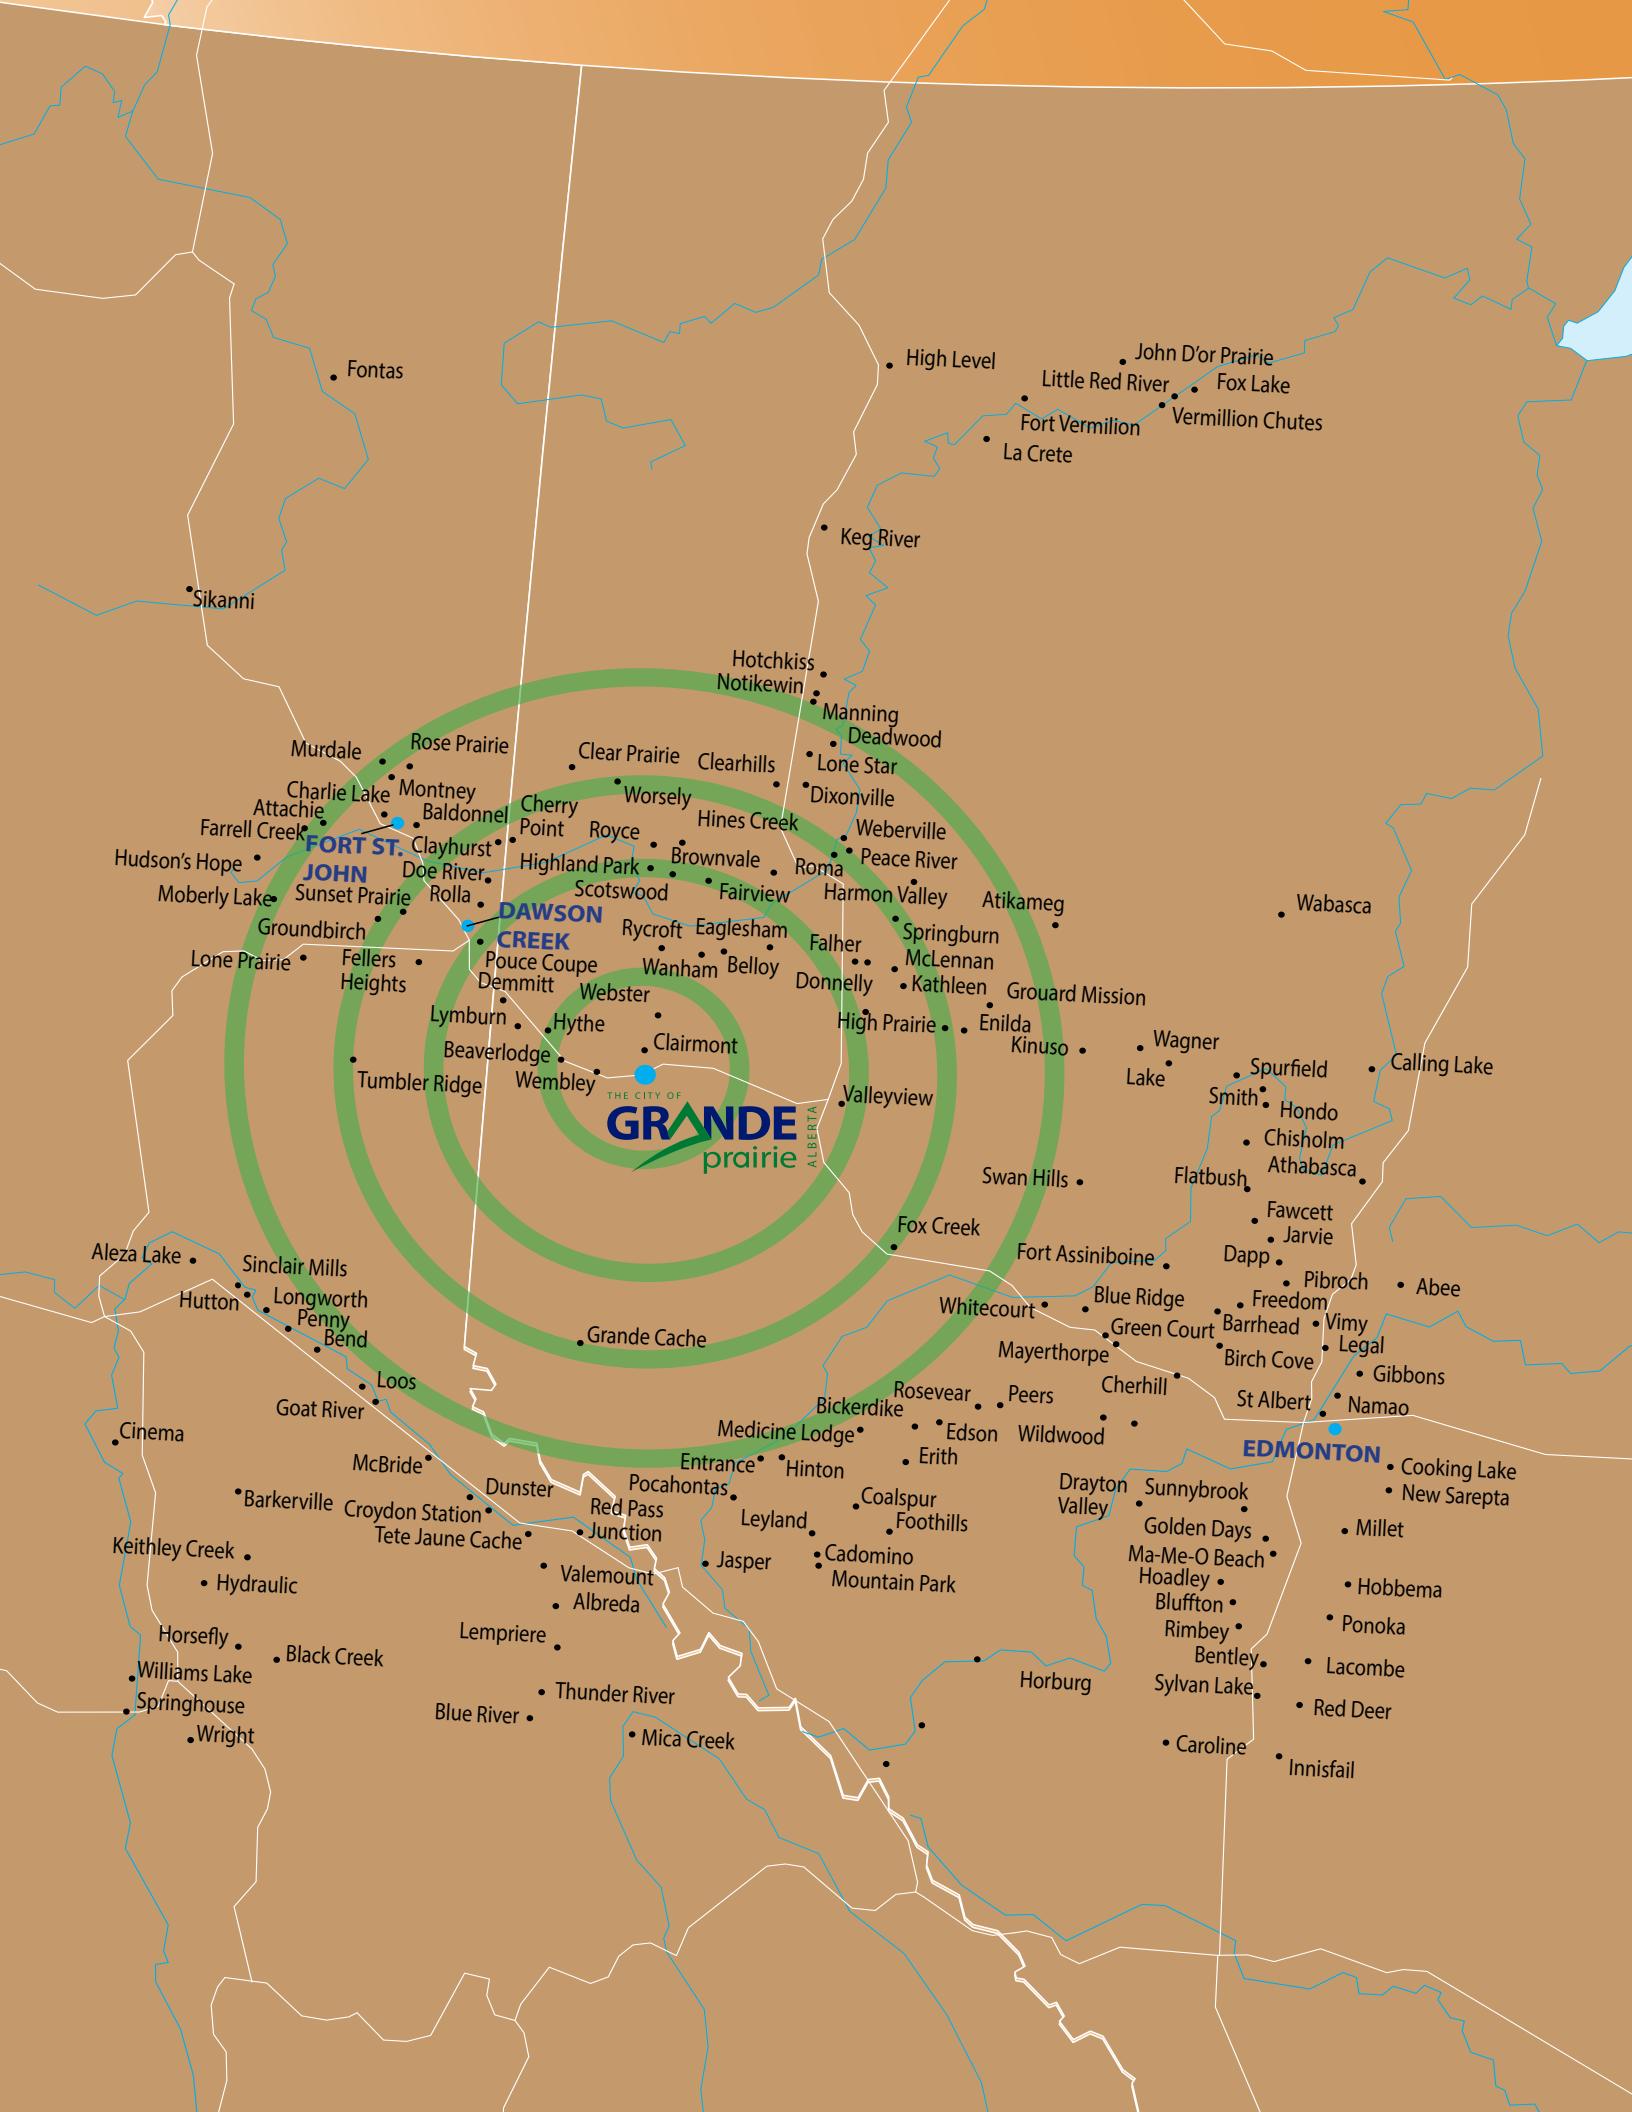 Fontas
High Level
John D'or Prairie
Little Red River
Fox Lake
Fort Vermilion
Vermillion Chutes
La Crete
Keg River
Sikanni
Hotchkiss
Notikewin
Manning
Deadwood
Murdale
Rose Prairie
Clear Prairie
Clearhills
Lone Star
Charlie Lake
Montney
Worsely
Dixonville
Attachie
Baldonnel
Cherry
Point
Hines Creek
Farrell Creek
FORT ST.
JOHN
Clayhurst
Royce
Weberville
Hudson's Hope
Doe River
Highland Park
Brownvale
Roma
Peace River
Moberly Lake
Sunset Prairie
Rolla
Scotswood
Fairview
Harmon Valley
Atikameg
Wabasca
DAWSON
CREEK
Groundbirch
Rycroft
Eaglesham
Falher
Springburn
Lone Prairie
Fellers
Heights
Pouce Coupe
Wanham
Belloy
McLennan
Demmitt
Webster
Donnelly
Kathleen
Grouard Mission
Lymburn
Hythe
High Prairie
Enilda
Clairmont
Kinuso
Wagner
Beaverlodge
Wembley
Tumbler Ridge
Lake
Spurfield
Calling Lake
THE CITY OF
GRANDE
prairie
ALBERTA
Valleyview
Smith
Hondo
Chisholm
Athabasca
Swan Hills
Flatbush
Fawcett
Jarvie
Fox Creek
Fort Assiniboine
Dapp
Aleza Lake
Sinclair Mills
Pibroch
Abee
Hutton
Longworth
Whitecourt
Blue Ridge
Freedom
Penny
Bend
Barrhead
Vimy
Grande Cache
Green Court
Legal
Mayerthorpe
Birch Cove
Gibbons
Loos
Cherhill
Goat River
Rosevear
Peers
St Albert
Namao
Bickerdike
Cinema
Medicine Lodge
Edson
Wildwood
EDMONTON
McBride
Entrance
Hinton
Erith
Cooking Lake
Pocahontas
Drayton
Valley
Sunnybrook
New Sarepta
Barkerville
Dunster
Croydon Station
Red Pass
Junction
Coalspur
Leyland
Foothills
Golden Days
Millet
Tete Jaune Cache
Keithley Creek
Jasper
Cadomino
Ma-Me-O Beach
Hydraulic
Valemount
Mountain Park
Hoadley
Hobbema
Albreda
Bluffton
Horsefly
Lempriere
Rimbey
Ponoka
Black Creek
Bentley
Lacombe
Williams Lake
Horburg
Sylvan Lake
Springhouse
Thunder River
Red Deer
Blue River
Wright
Mica Creek
Caroline
Innisfail